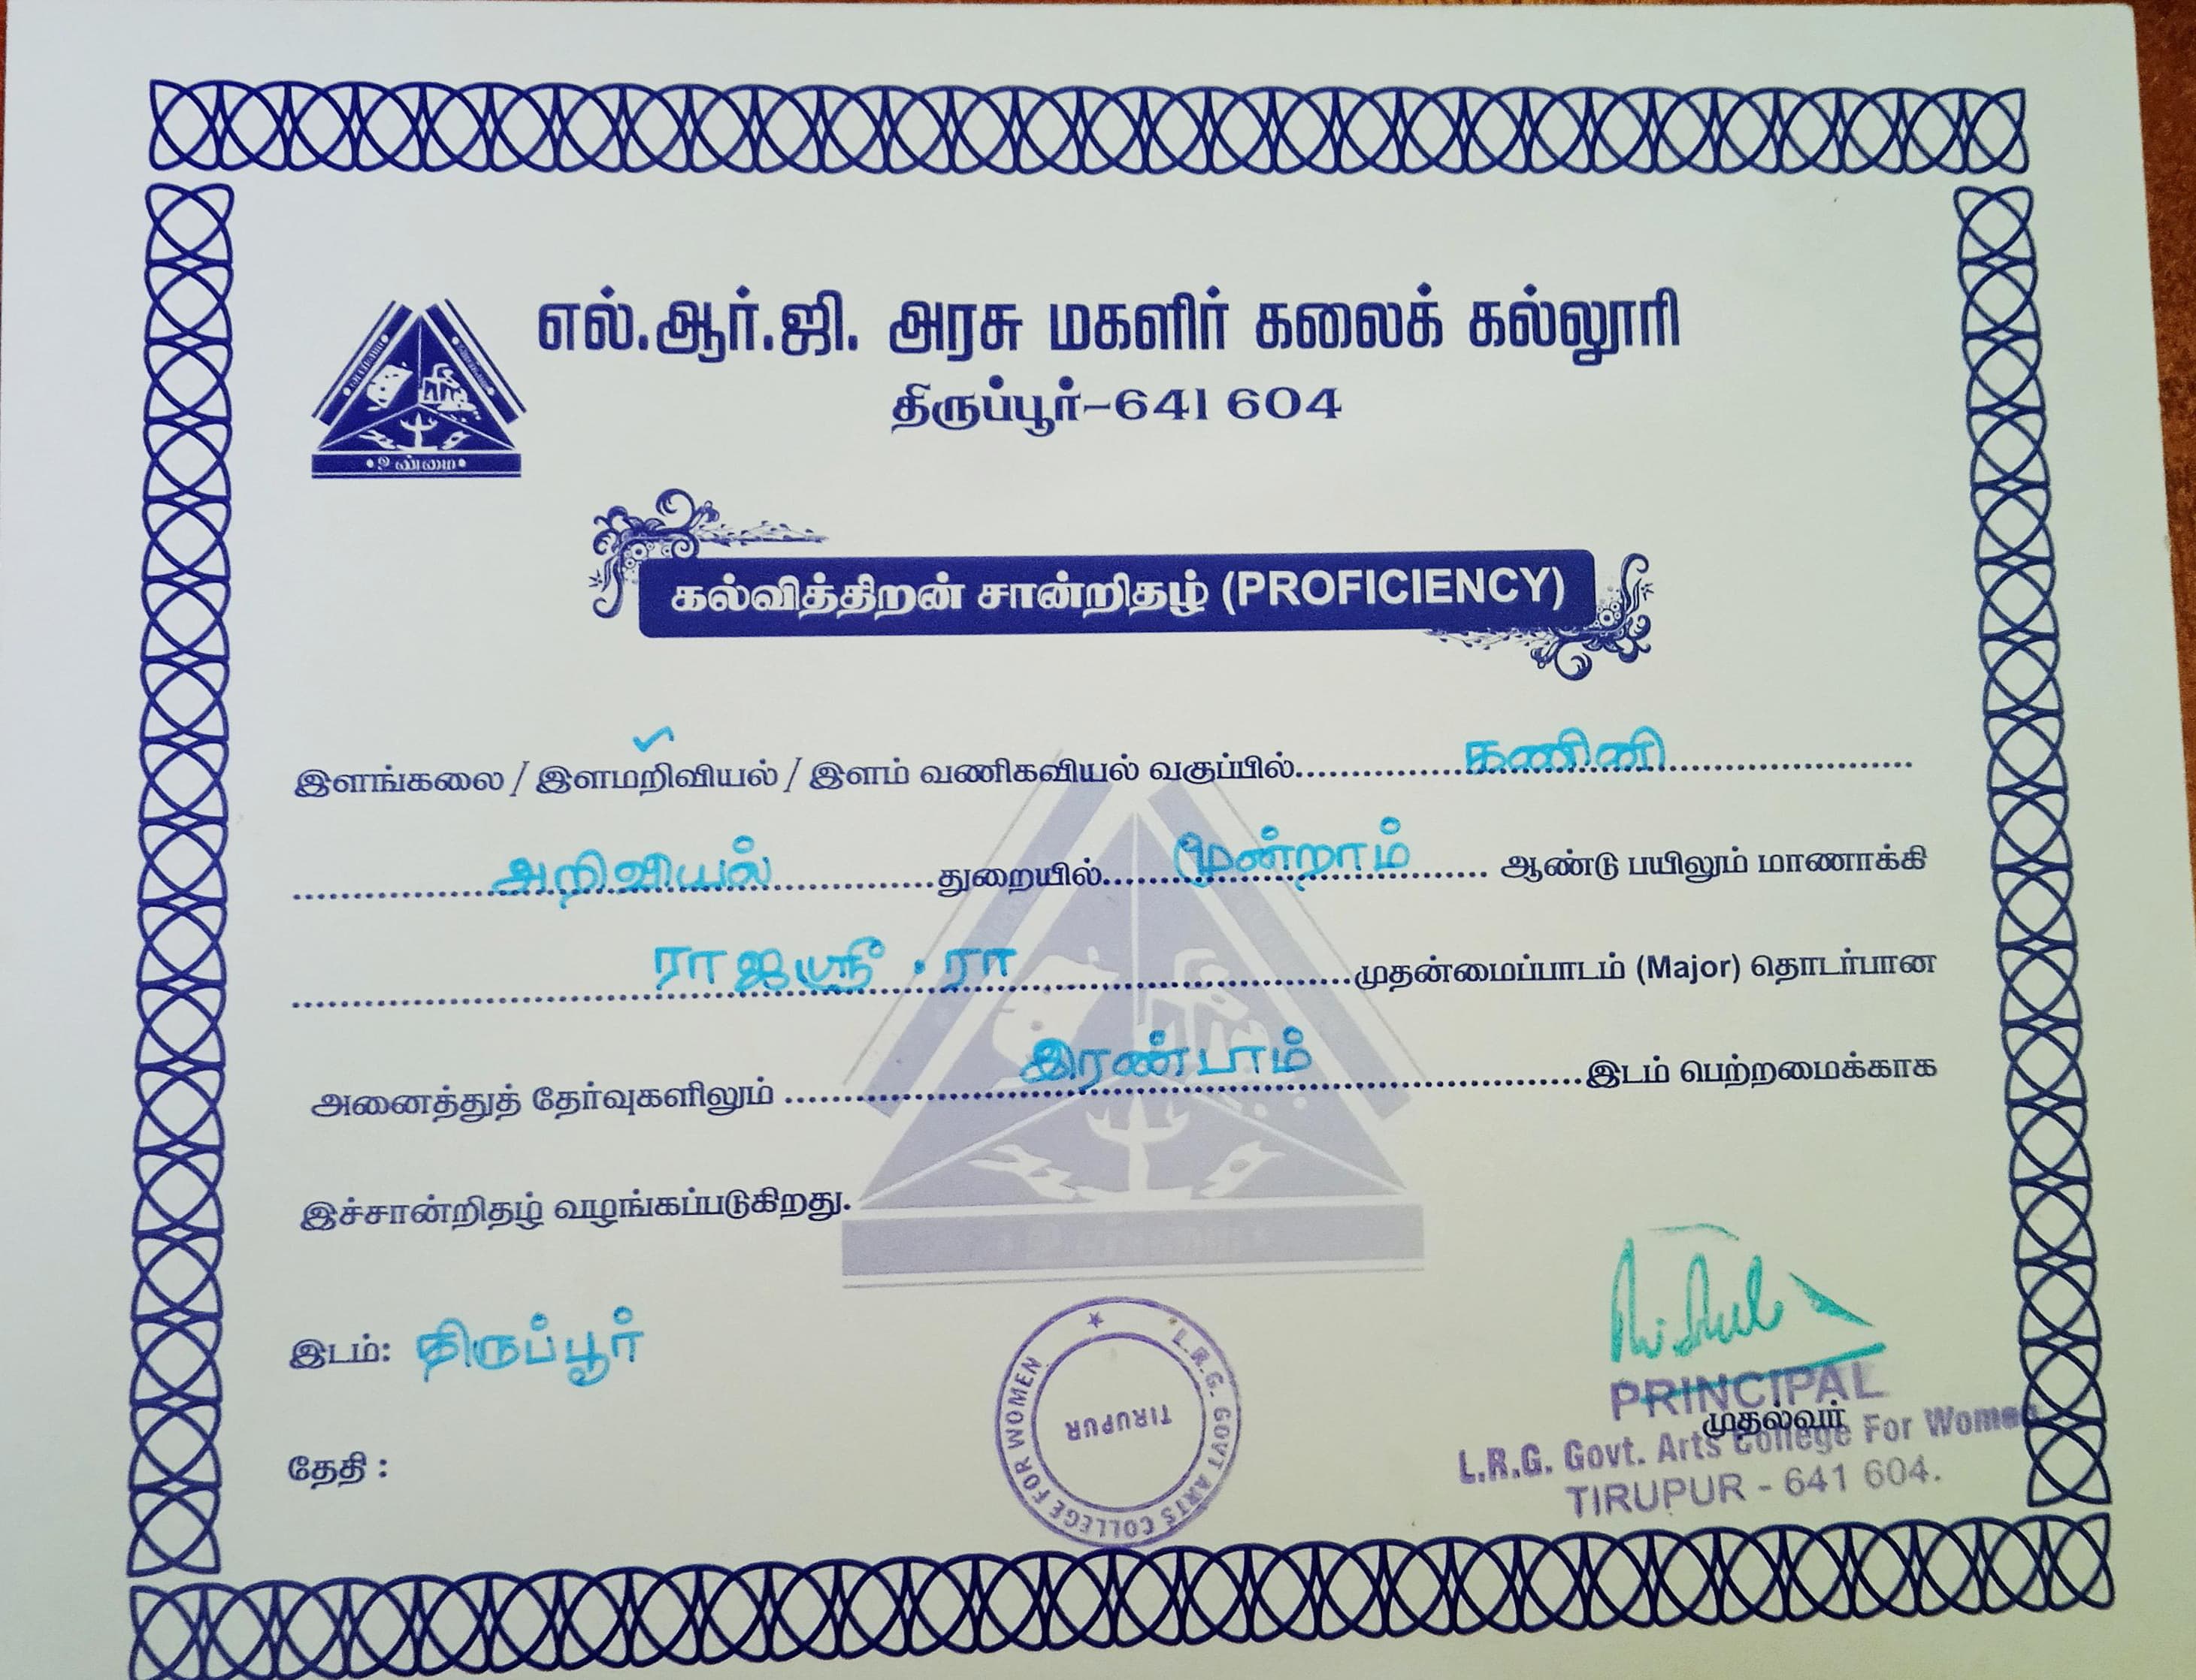 எல்.ஆர்.ஜி. அரசு மகளிர் கலைக் கல்லூரி
திருப்பூர்-641 604
•உண்மை•
கல்வித்திறன் சான்றிதழ் (PROFICIENCY)
இளங்கலை / இளமறிவியல் / இளம் வணிகவியல் வகுப்பில் கணினி
அறிவியல் துறையில் மூன்றாம் ஆண்டு பயிலும் மாணாக்கி
ராஜஸ்ரீ . ரா முதன்மைப்பாடம் (Major) தொடர்பான
அனைத்துத் தேர்வுகளிலும் இரண்டாம் இடம் பெற்றமைக்காக
இச்சான்றிதழ் வழங்கப்படுகிறது.
இடம்: திருப்பூர்
தேதி :
L.R.G. GOVT ARTS COLLEGE FOR WOMEN
TIRUPUR
PRINCIPAL
முதல்வர்
L.R.G. Govt. Arts College For Women
TIRUPUR - 641 604.